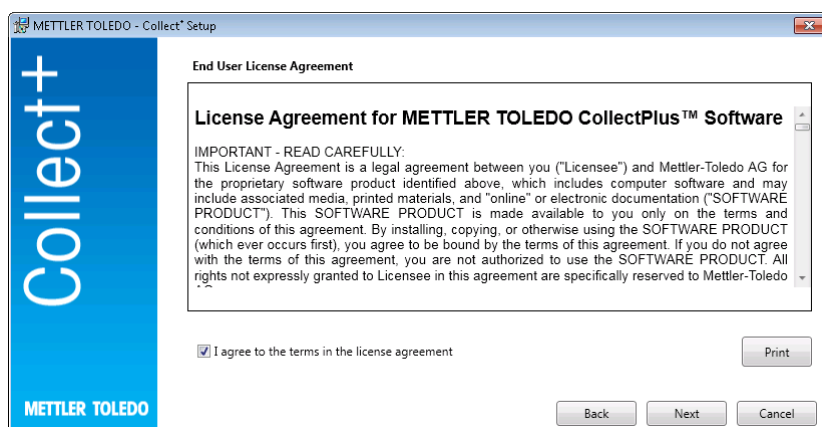 METTLER TOLEDO - Collect⁺ Setup
Collect+
End User License Agreement
License Agreement for METTLER TOLEDO CollectPlus™ Software
IMPORTANT - READ CAREFULLY:
This License Agreement is a legal agreement between you ("Licensee") and Mettler-Toledo AG for
the proprietary software product identified above, which includes computer software and may
include associated media, printed materials, and "online" or electronic documentation ("SOFTWARE
PRODUCT"). This SOFTWARE PRODUCT is made available to you only on the terms and
conditions of this agreement. By installing, copying, or otherwise using the SOFTWARE PRODUCT
(which ever occurs first), you agree to be bound by the terms of this agreement. If you do not agree
with the terms of this agreement, you are not authorized to use the SOFTWARE PRODUCT. All
rights not expressly granted to Licensee in this agreement are specifically reserved to Mettler-Toledo
I agree to the terms in the license agreement
Print
METTLER TOLEDO
Back
Next
Cancel